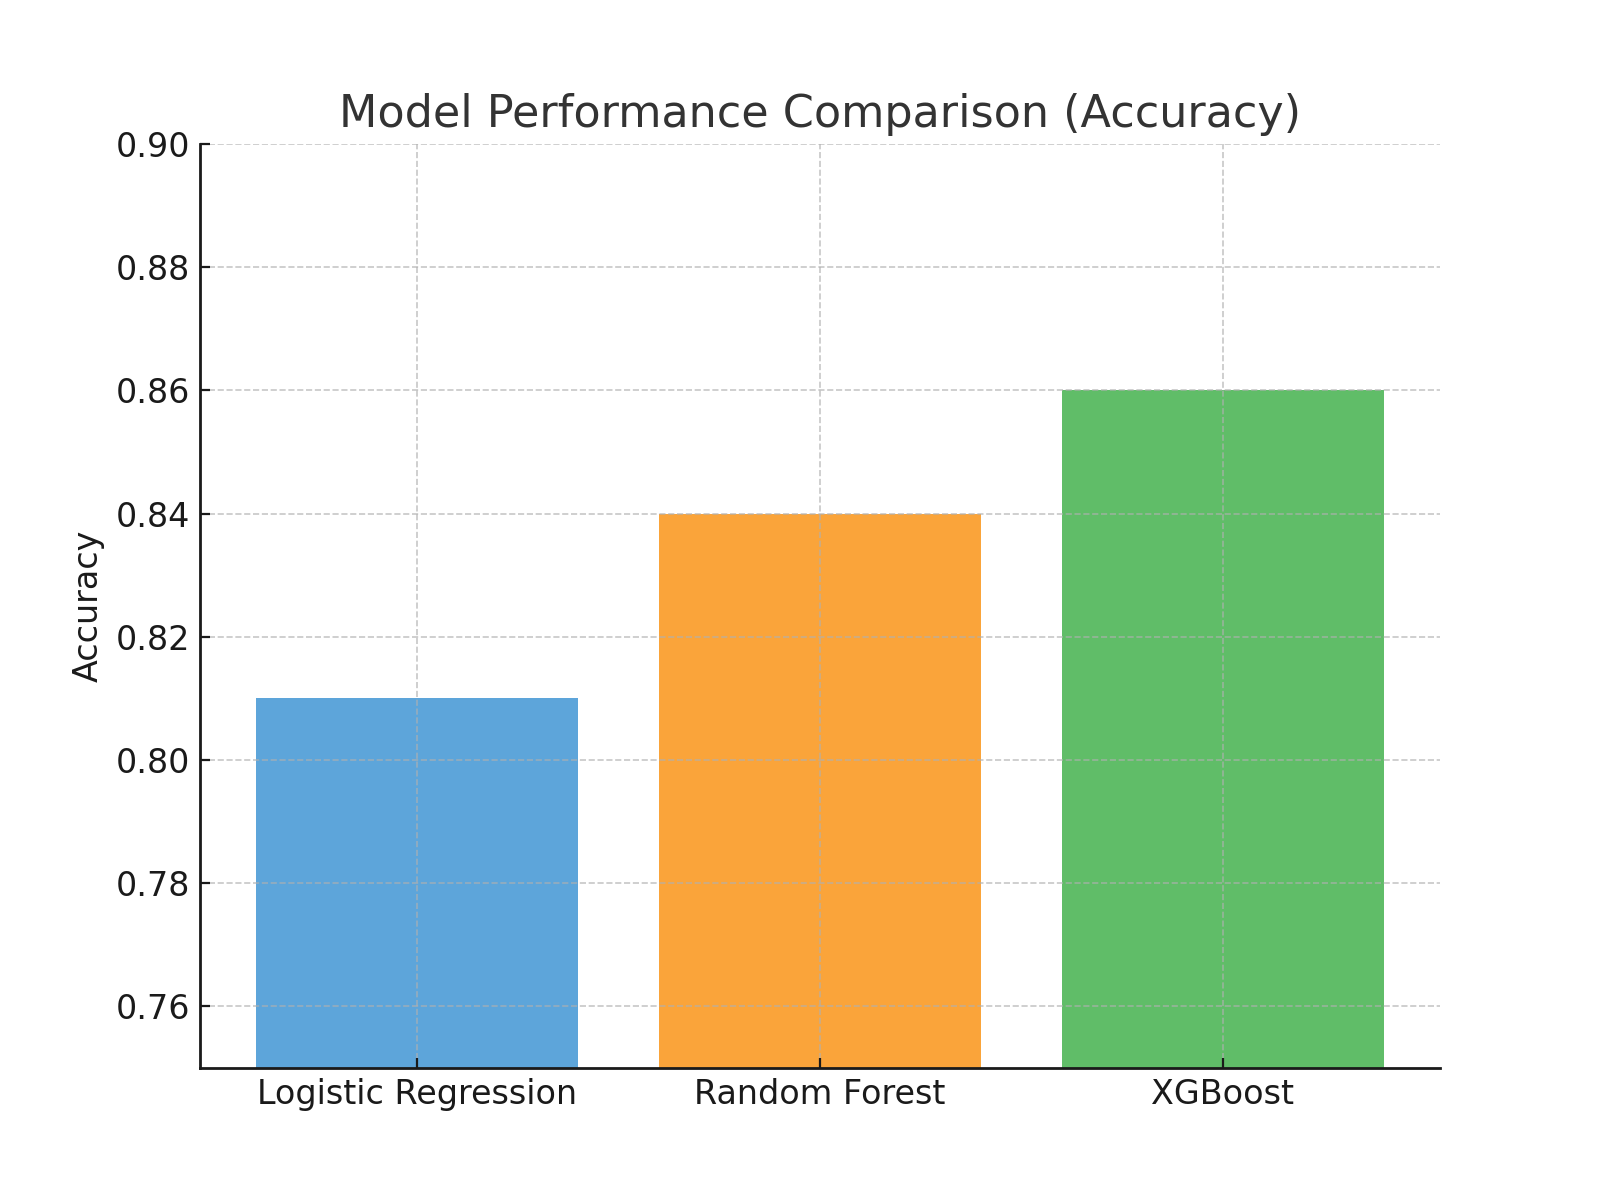 Model Performance Comparison (Accuracy)
0.90
0.88
0.86
0.84
0.82
0.80
0.78
0.76
Accuracy
Logistic Regression
Random Forest
XGBoost